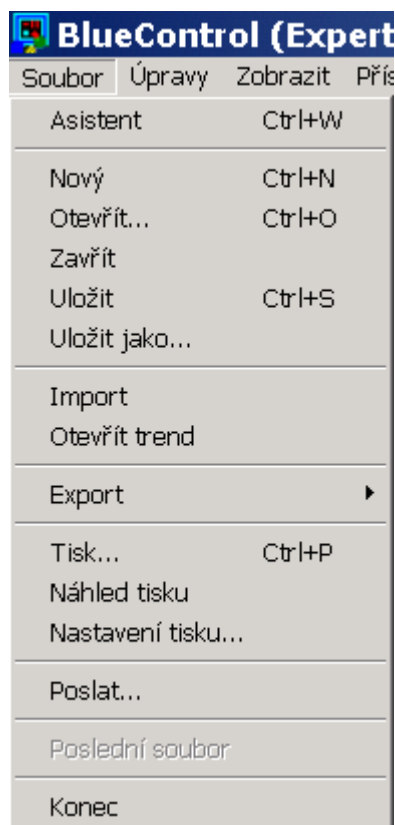 BlueControl (Expert
Soubor Úpravy Zobrazit Přís
Asistent Ctrl+W
Nový Ctrl+N
Otevřít... Ctrl+O
Zavřít
Uložit Ctrl+S
Uložit jako...
Import
Otevřít trend
Export
Tisk... Ctrl+P
Náhled tisku
Nastavení tisku...
Poslat...
Poslední soubor
Konec